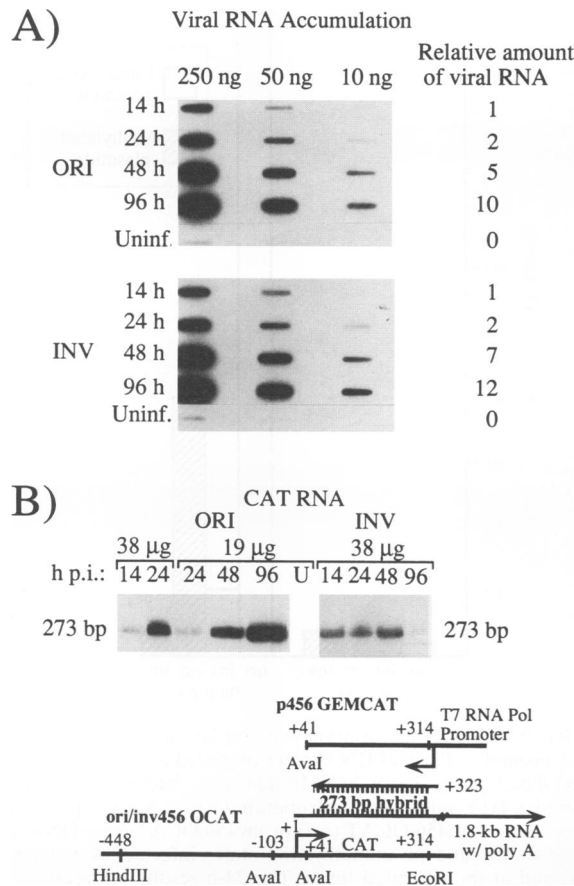 A)
Viral RNA Accumulation
Relative amount
of viral RNA
250 ng 50 ng 10 ng
ORI
14 h 1
24 h 2
48 h 5
96 h 10
Uninf. 0
INV
14 h 1
24 h 2
48 h 7
96 h 12
Uninf. 0
B)
CAT RNA
ORI INV
38 µg 19 µg 38 µg
h p.i.: 14 24 24 48 96 U 14 24 48 96
273 bp 273 bp
p456 GEMCAT
T7 RNA Pol
Promoter
+41 +314
AvaI
+323
273 bp hybrid
ori/inv456 OCAT
+1
1.8-kb RNA
w/ poly A
-448 -103 +41 CAT +314
HindIII AvaI AvaI EcoRI